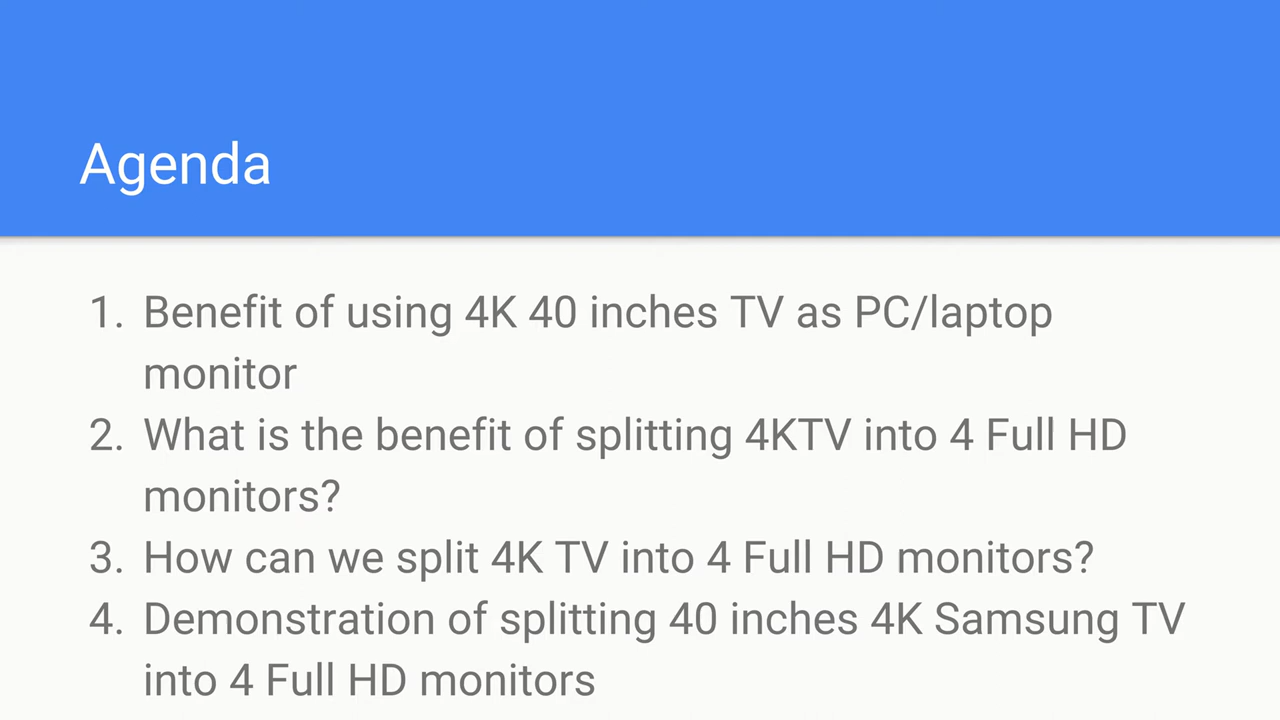 Agenda
1. Benefit of using 4K 40 inches TV as PC/laptop
monitor
2. What is the benefit of splitting 4KTV into 4 Full HD
monitors?
3. How can we split 4K TV into 4 Full HD monitors?
4. Demonstration of splitting 40 inches 4K Samsung TV
into 4 Full HD monitors